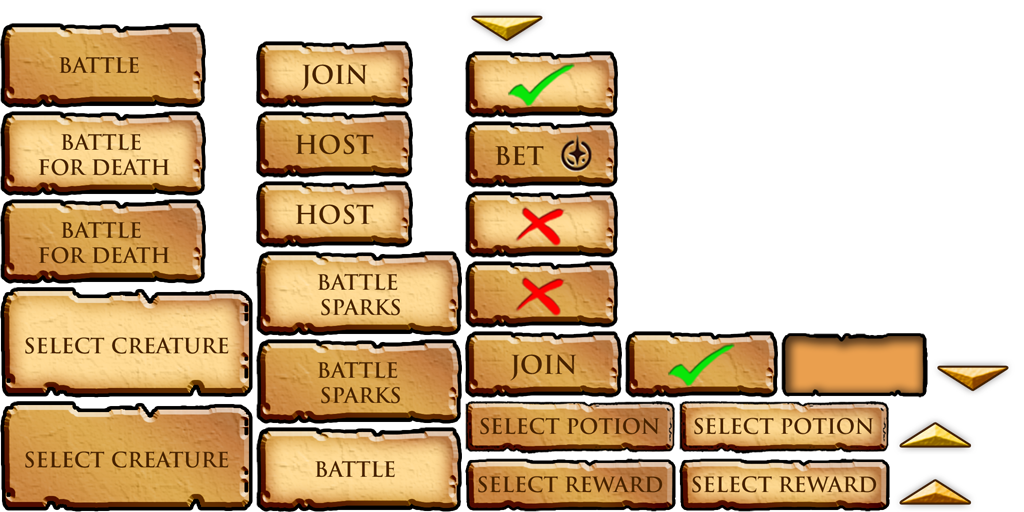 BATTLE
BATTLE
FOR DEATH
BATTLE
FOR DEATH
SELECT CREATURE
SELECT CREATURE
JOIN
HOST
HOST
BATTLE
SPARKS
BATTLE
SPARKS
BATTLE
BET
JOIN
SELECT POTION
SELECT POTION
SELECT REWARD
SELECT REWARD